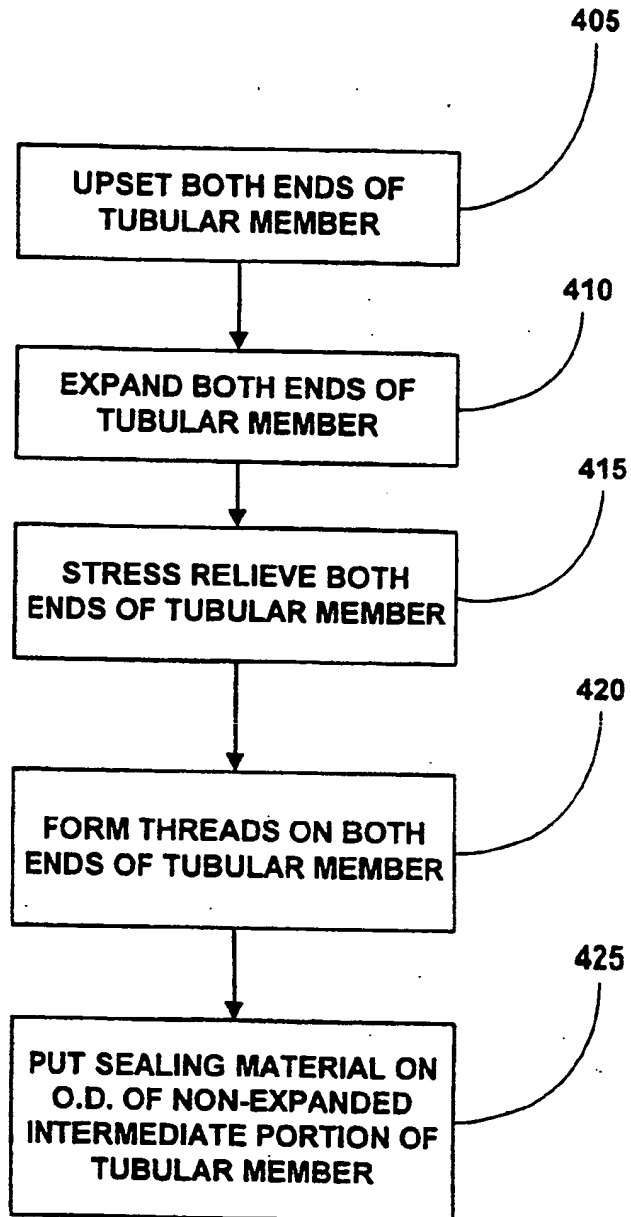 405
UPSET BOTH ENDS OF
TUBULAR MEMBER
410
EXPAND BOTH ENDS OF
TUBULAR MEMBER
415
STRESS RELIEVE BOTH
ENDS OF TUBULAR MEMBER
420
FORM THREADS ON BOTH
ENDS OF TUBULAR MEMBER
425
PUT SEALING MATERIAL ON
O.D. OF NON-EXPANDED
INTERMEDIATE PORTION OF
TUBULAR MEMBER